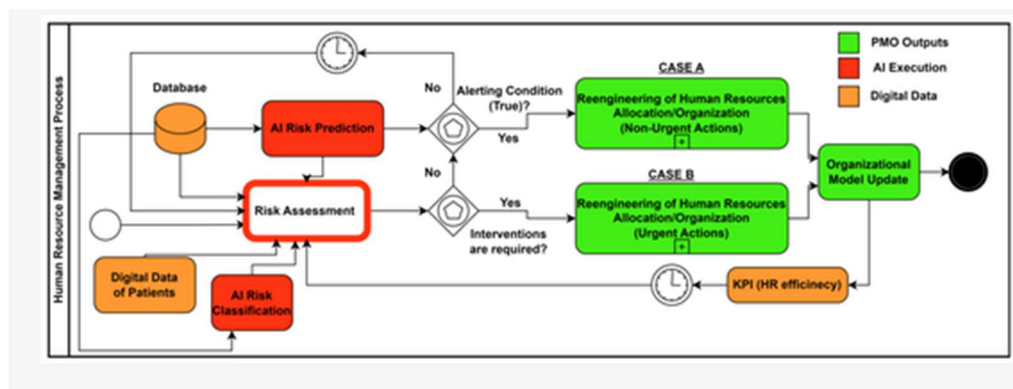 Human Resource Management Process
Database
AI Risk Prediction
Risk Assessment
Digital Data
of Patients
AI Risk
Classification
No
Alerting Condition
(True)?
Yes
No
Yes
Interventions
are required?
CASE A
Reengineering of Human Resources
Allocation/Organization
(Non-Urgent Actions)
CASE B
Reengineering of Human Resources
Allocation/Organization
(Urgent Actions)
Organizational
Model Update
KPI (HR efficinecy)
PMO Outputs
AI Execution
Digital Data